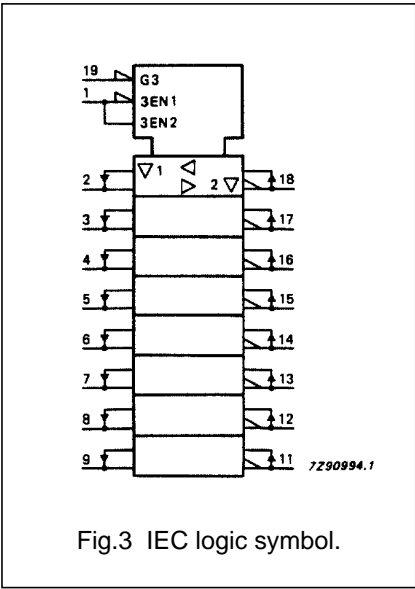 19 G3
1 3EN1
3EN2
2 ▽1 ◁ ▷ 2▽ 18
3 17
4 16
5 15
6 14
7 13
8 12
9 11
7Z90994.1
Fig.3 IEC logic symbol.